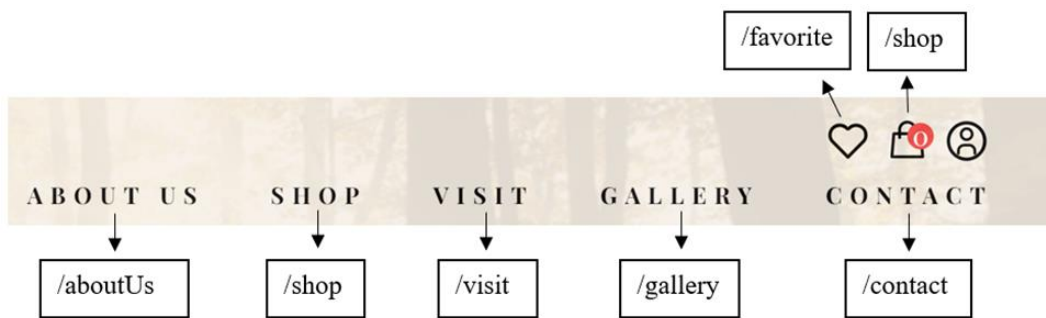 /favorite /shop
0
ABOUT US SHOP VISIT GALLERY CONTACT
/aboutUs /shop /visit /gallery /contact